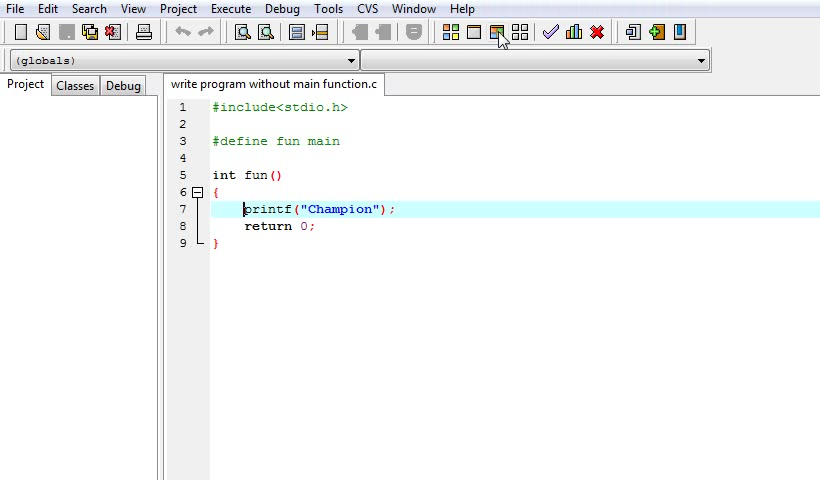 File Edit Search View Project Execute Debug Tools CVS Window Help
(globals)
Project Classes Debug
write program without main function.c
1 #include<stdio.h>
2
3 #define fun main
4
5 int fun()
6 {
7 printf("Champion");
8 return 0;
9 }